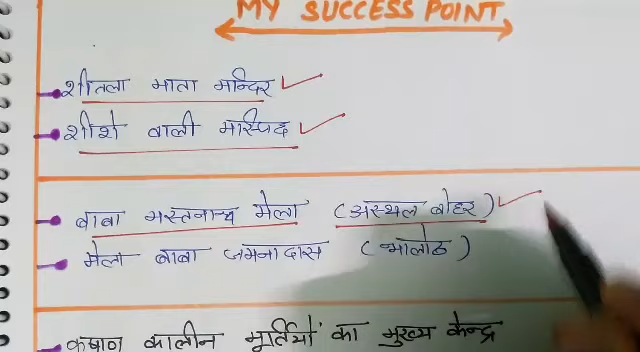 MY SUCCESS POINT
शीतला माता मन्दिर
शीशे वाली मस्जिद
बाबा मस्तनाथ मेला (अस्थल बोहर)
मेला बाबा जमनादास (भालोठ)
कुषाण कालीन मूर्तियों का मुख्य केन्द्र